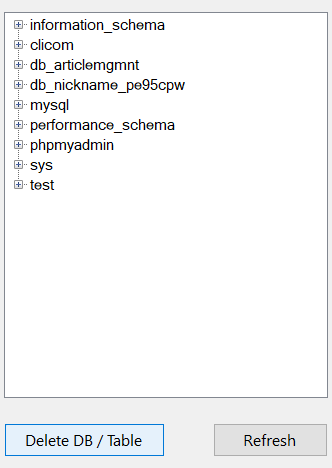 information_schema
clicom
db_articlemgmnt
db_nickname_pe95cpw
mysql
performance_schema
phpmyadmin
sys
test
Delete DB / Table
Refresh